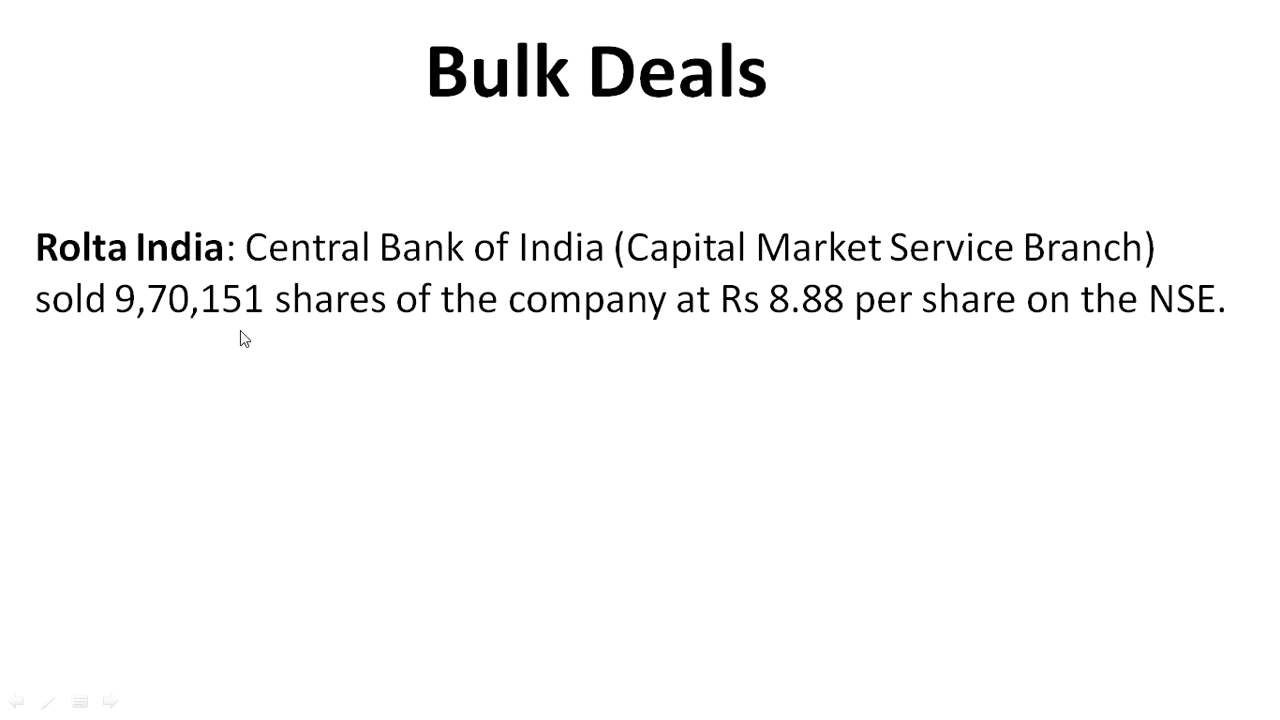 Bulk Deals
Rolta India: Central Bank of India (Capital Market Service Branch)
sold 9,70,151 shares of the company at Rs 8.88 per share on the NSE.